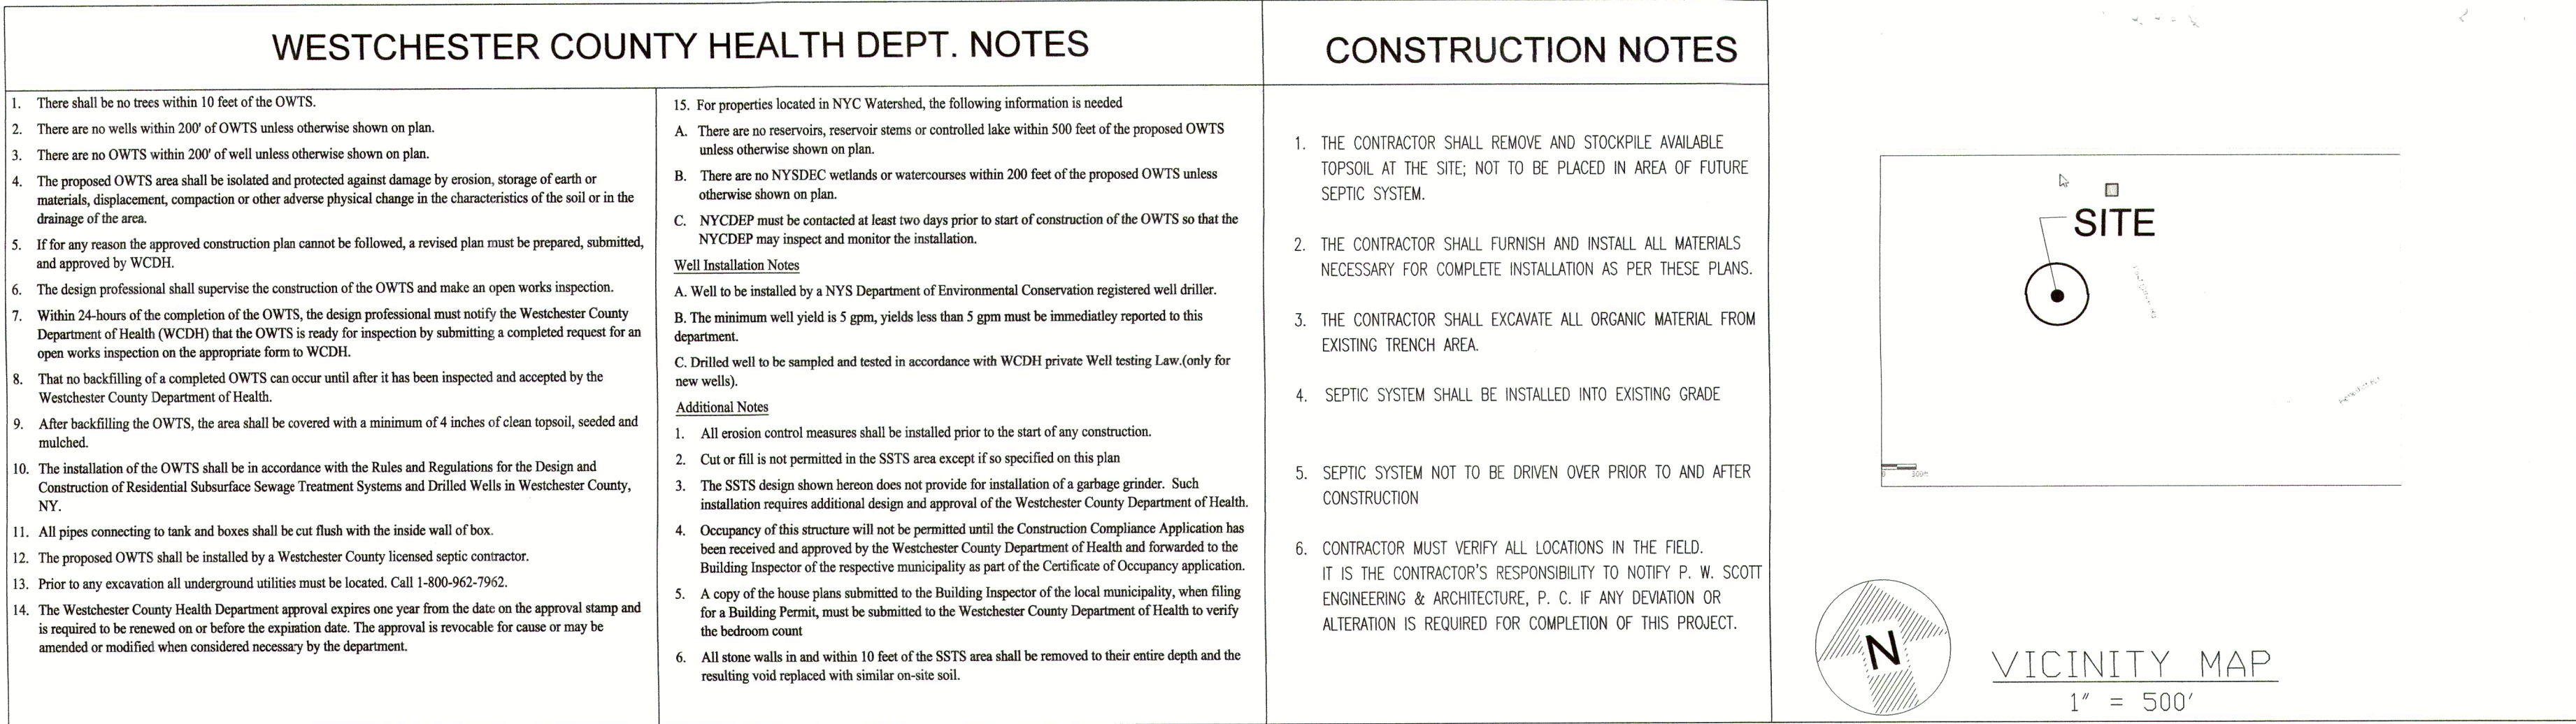 WESTCHESTER COUNTY HEALTH DEPT. NOTES
1. There shall be no trees within 10 feet of the OWTS.
2. There are no wells within 200' of OWTS unless otherwise shown on plan.
3. There are no OWTS within 200' of well unless otherwise shown on plan.
4. The proposed OWTS area shall be isolated and protected against damage by erosion, storage of earth or
materials, displacement, compaction or other adverse physical change in the characteristics of the soil or in the
drainage of the area.
5. If for any reason the approved construction plan cannot be followed, a revised plan must be prepared, submitted,
and approved by WCDH.
6. The design professional shall supervise the construction of the OWTS and make an open works inspection.
7. Within 24-hours of the completion of the OWTS, the design professional must notify the Westchester County
Department of Health (WCDH) that the OWTS is ready for inspection by submitting a completed request for an
open works inspection on the appropriate form to WCDH.
8. That no backfilling of a completed OWTS can occur until after it has been inspected and accepted by the
Westchester County Department of Health.
9. After backfilling the OWTS, the area shall be covered with a minimum of 4 inches of clean topsoil, seeded and
mulched.
10. The installation of the OWTS shall be in accordance with the Rules and Regulations for the Design and
Construction of Residential Subsurface Sewage Treatment Systems and Drilled Wells in Westchester County,
NY.
11. All pipes connecting to tank and boxes shall be cut flush with the inside wall of box.
12. The proposed OWTS shall be installed by a Westchester County licensed septic contractor.
13. Prior to any excavation all underground utilities must be located. Call 1-800-962-7962.
14. The Westchester County Health Department approval expires one year from the date on the approval stamp and
is required to be renewed on or before the expiration date. The approval is revocable for cause or may be
amended or modified when considered necessary by the department.
15. For properties located in NYC Watershed, the following information is needed
A. There are no reservoirs, reservoir stems or controlled lake within 500 feet of the proposed OWTS
unless otherwise shown on plan.
B. There are no NYSDEC wetlands or watercourses within 200 feet of the proposed OWTS unless
otherwise shown on plan.
C. NYCDEP must be contacted at least two days prior to start of construction of the OWTS so that the
NYCDEP may inspect and monitor the installation.
Well Installation Notes
A. Well to be installed by a NYS Department of Environmental Conservation registered well driller.
B. The minimum well yield is 5 gpm, yields less than 5 gpm must be immediatley reported to this
department.
C. Drilled well to be sampled and tested in accordance with WCDH private Well testing Law.(only for
new wells).
Additional Notes
1. All erosion control measures shall be installed prior to the start of any construction.
2. Cut or fill is not permitted in the SSTS area except if so specified on this plan
3. The SSTS design shown hereon does not provide for installation of a garbage grinder. Such
installation requires additional design and approval of the Westchester County Department of Health.
4. Occupancy of this structure will not be permitted until the Construction Compliance Application has
been received and approved by the Westchester County Department of Health and forwarded to the
Building Inspector of the respective municipality as part of the Certificate of Occupancy application.
5. A copy of the house plans submitted to the Building Inspector of the local municipality, when filing
for a Building Permit, must be submitted to the Westchester County Department of Health to verify
the bedroom count
6. All stone walls in and within 10 feet of the SSTS area shall be removed to their entire depth and the
resulting void replaced with similar on-site soil.
CONSTRUCTION NOTES
1. THE CONTRACTOR SHALL REMOVE AND STOCKPILE AVAILABLE
TOPSOIL AT THE SITE; NOT TO BE PLACED IN AREA OF FUTURE
SEPTIC SYSTEM.
2. THE CONTRACTOR SHALL FURNISH AND INSTALL ALL MATERIALS
NECESSARY FOR COMPLETE INSTALLATION AS PER THESE PLANS.
3. THE CONTRACTOR SHALL EXCAVATE ALL ORGANIC MATERIAL FROM
EXISTING TRENCH AREA.
4. SEPTIC SYSTEM SHALL BE INSTALLED INTO EXISTING GRADE
5. SEPTIC SYSTEM NOT TO BE DRIVEN OVER PRIOR TO AND AFTER
CONSTRUCTION
6. CONTRACTOR MUST VERIFY ALL LOCATIONS IN THE FIELD.
IT IS THE CONTRACTOR'S RESPONSIBILITY TO NOTIFY P. W. SCOTT
ENGINEERING & ARCHITECTURE, P. C. IF ANY DEVIATION OR
ALTERATION IS REQUIRED FOR COMPLETION OF THIS PROJECT.
SITE
N
VICINITY MAP
1" = 500'